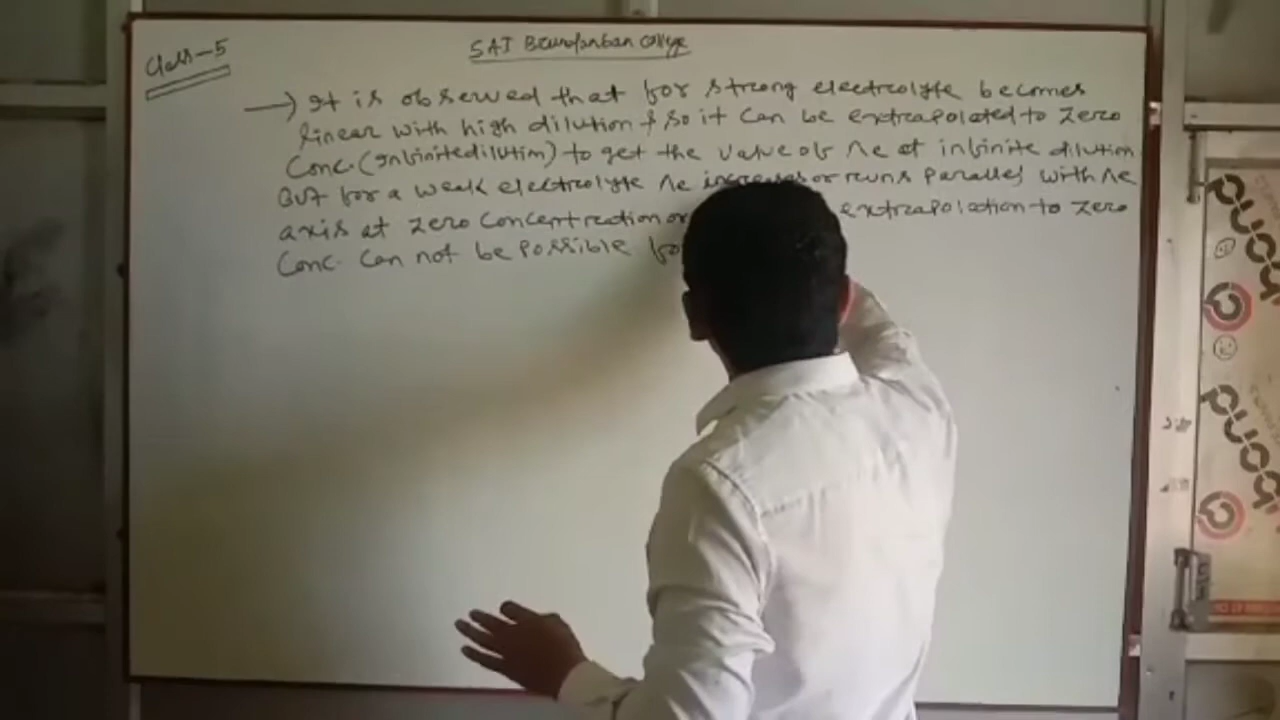 Class-5
SAI Brundanban College
→ It is observed that for strong electrolyte becomes
linear with high dilution & so it can be extrapolated to zero
Conc. (Infinite dilution) to get the value of Λe at infinite dilution
But for a weak electrolyte Λe increases or runs parallel with Λe
axis at zero concentration or extrapolation to zero
Conc. Can not be possible for